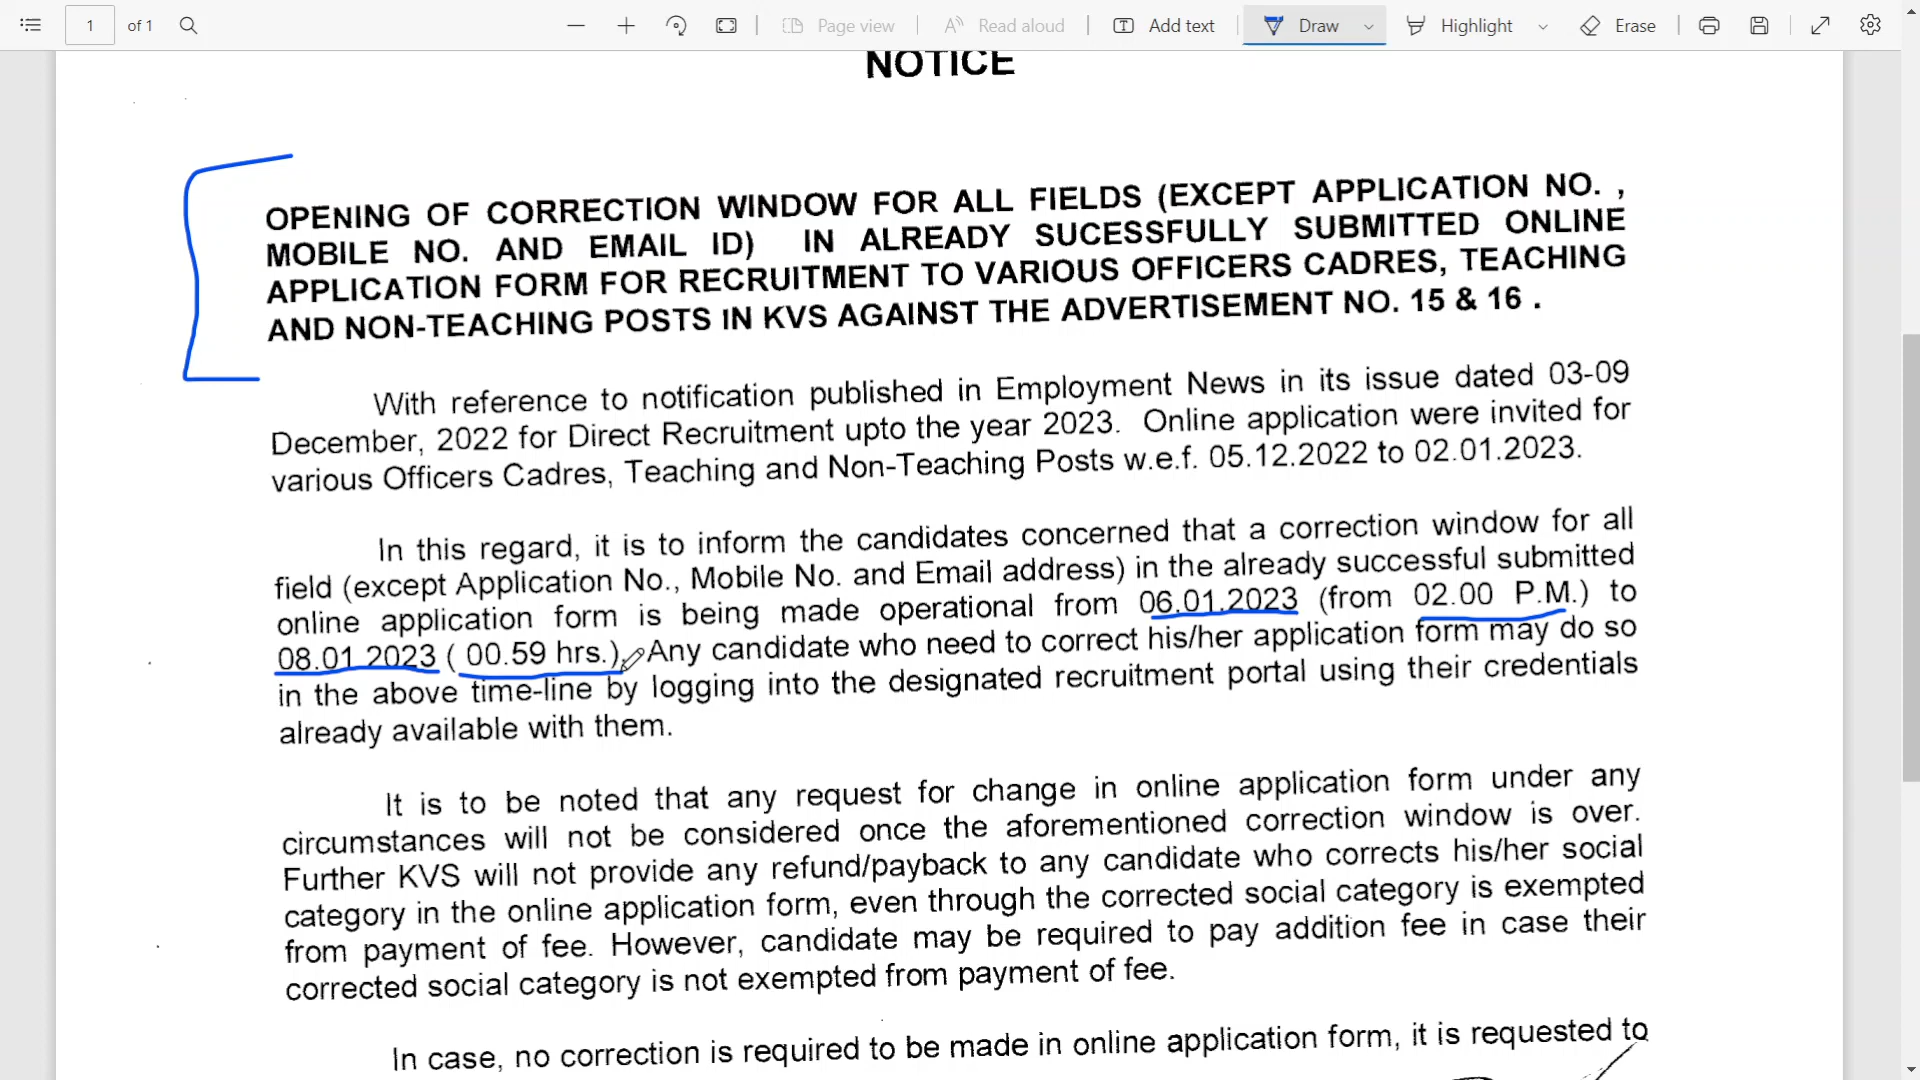 1 of 1 Page view Read aloud Add text Draw Highlight Erase
NOTICE
OPENING OF CORRECTION WINDOW FOR ALL FIELDS (EXCEPT APPLICATION NO. ,
MOBILE NO. AND EMAIL ID) IN ALREADY SUCESSFULLY SUBMITTED ONLINE
APPLICATION FORM FOR RECRUITMENT TO VARIOUS OFFICERS CADRES, TEACHING
AND NON-TEACHING POSTS IN KVS AGAINST THE ADVERTISEMENT NO. 15 & 16 .
With reference to notification published in Employment News in its issue dated 03-09
December, 2022 for Direct Recruitment upto the year 2023. Online application were invited for
various Officers Cadres, Teaching and Non-Teaching Posts w.e.f. 05.12.2022 to 02.01.2023.
In this regard, it is to inform the candidates concerned that a correction window for all
field (except Application No., Mobile No. and Email address) in the already successful submitted
online application form is being made operational from 06.01.2023 (from 02.00 P.M.) to
08.01.2023 ( 00.59 hrs.). Any candidate who need to correct his/her application form may do so
in the above time-line by logging into the designated recruitment portal using their credentials
already available with them.
It is to be noted that any request for change in online application form under any
circumstances will not be considered once the aforementioned correction window is over.
Further KVS will not provide any refund/payback to any candidate who corrects his/her social
category in the online application form, even through the corrected social category is exempted
from payment of fee. However, candidate may be required to pay addition fee in case their
corrected social category is not exempted from payment of fee.
In case, no correction is required to be made in online application form, it is requested to